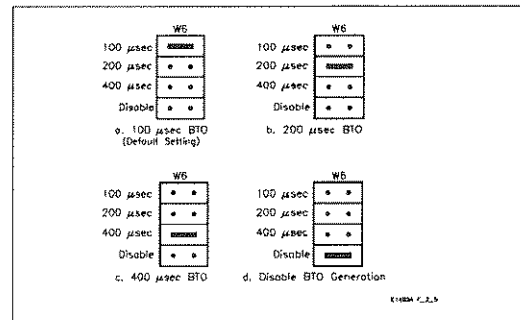 W6
100 μsec
200 μsec
400 μsec
Disable
a. 100 μsec BTO
(Default Setting)
W6
100 μsec
200 μsec
400 μsec
Disable
b. 200 μsec BTO
W6
100 μsec
200 μsec
400 μsec
Disable
c. 400 μsec BTO
W6
100 μsec
200 μsec
400 μsec
Disable
d. Disable BTO Generation